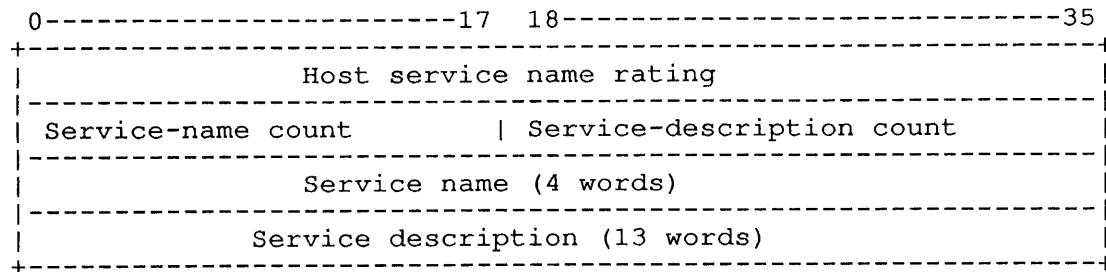 0------------------------17 18-----------------------------35
Host service name rating
Service-name count | Service-description count
Service name (4 words)
Service description (13 words)